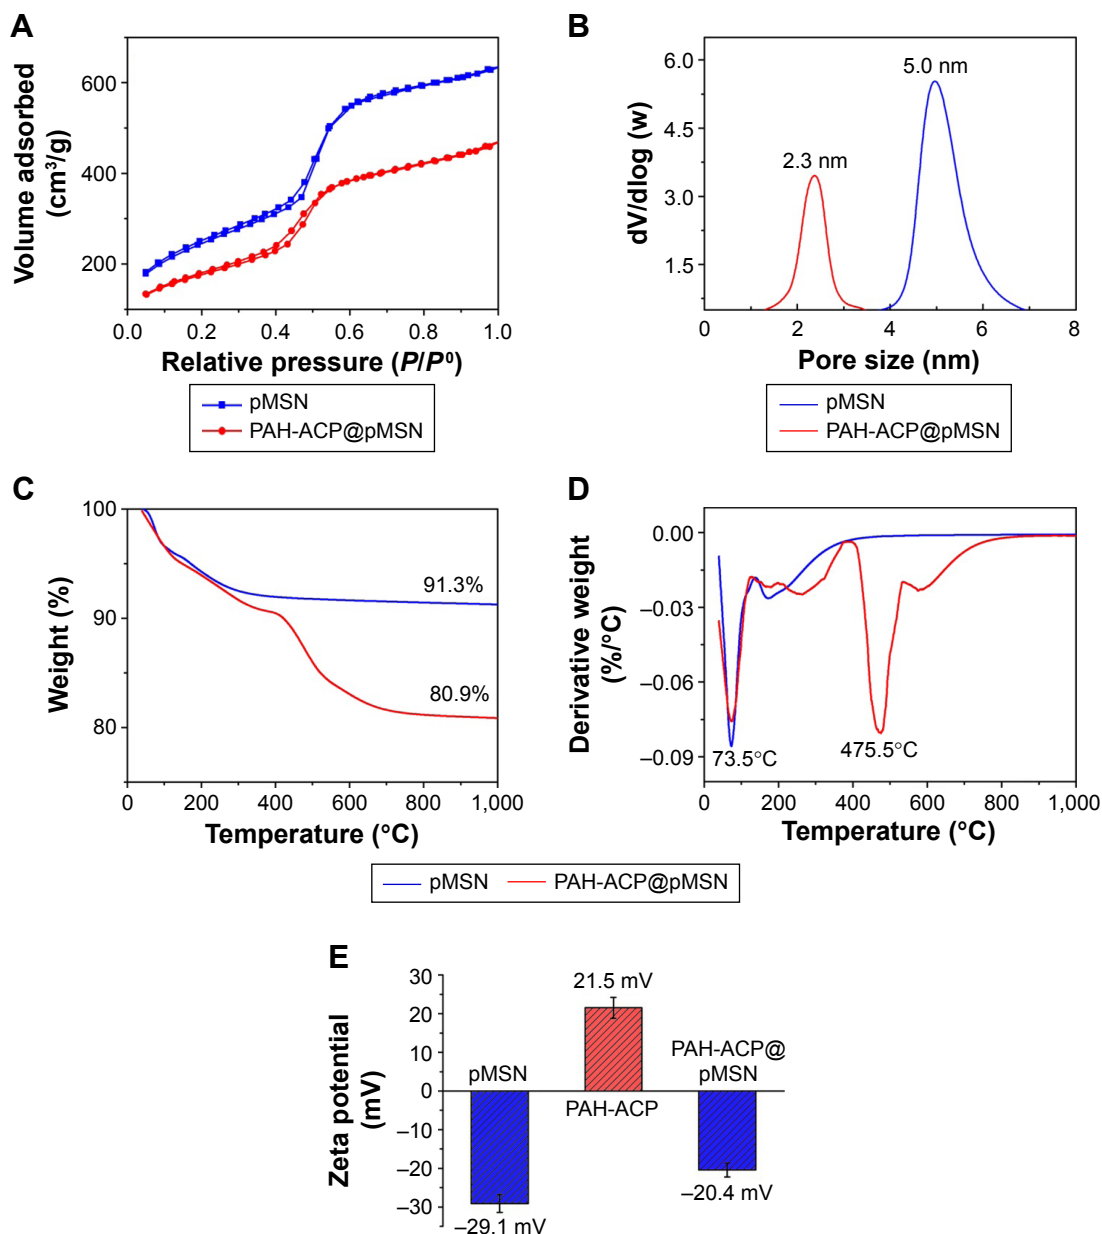 A
Volume adsorbed
(cm³/g)
600
400
200
0.0 0.2 0.4 0.6 0.8 1.0
Relative pressure (P/P⁰)
pMSN
PAH-ACP@pMSN
B
dV/dlog (w)
6.0
4.5
3.0
1.5
5.0 nm
2.3 nm
0 2 4 6 8
Pore size (nm)
pMSN
PAH-ACP@pMSN
C
Weight (%)
100
90
80
91.3%
80.9%
0 200 400 600 800 1,000
Temperature (°C)
D
Derivative weight
(%/°C)
0.00
–0.03
–0.06
–0.09
73.5°C
475.5°C
0 200 400 600 800 1,000
Temperature (°C)
pMSN PAH-ACP@pMSN
E
Zeta potential
(mV)
30
20
10
0
–10
–20
–30
21.5 mV
pMSN
PAH-ACP
PAH-ACP@
pMSN
–29.1 mV
–20.4 mV